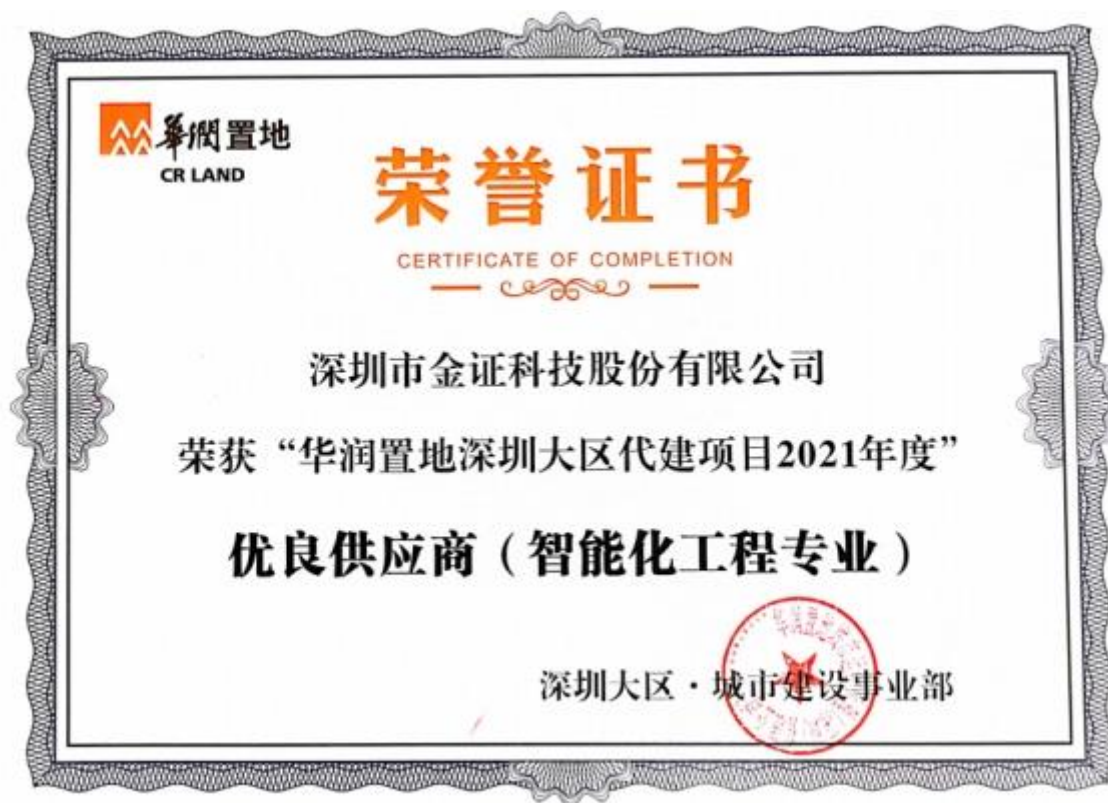 華潤置地
CR LAND
荣誉证书
CERTIFICATE OF COMPLETION
深圳市金证科技股份有限公司
荣获“华润置地深圳大区代建项目2021年度”
优良供应商（智能化工程专业）
深圳大区·城市建设事业部